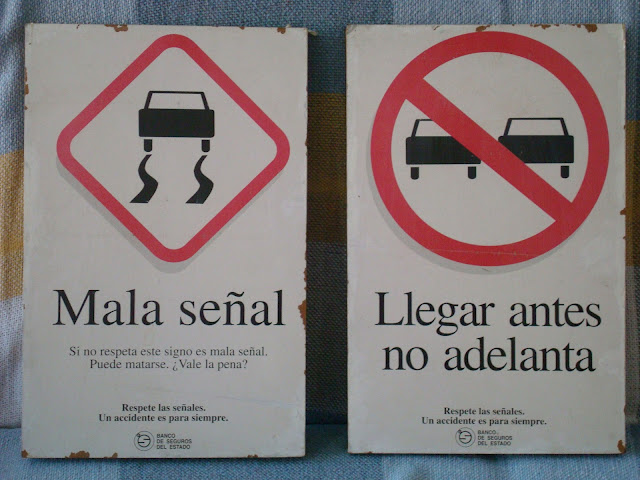 Mala señal
Si no respeta este signo es mala señal.
Puede matarse. ¿Vale la pena?
Respete las señales.
Un accidente es para siempre.
BANCO
DE SEGUROS
DEL ESTADO
Llegar antes
no adelanta
Respete las señales.
Un accidente es para siempre.
BANCO
DE SEGUROS
DEL ESTADO